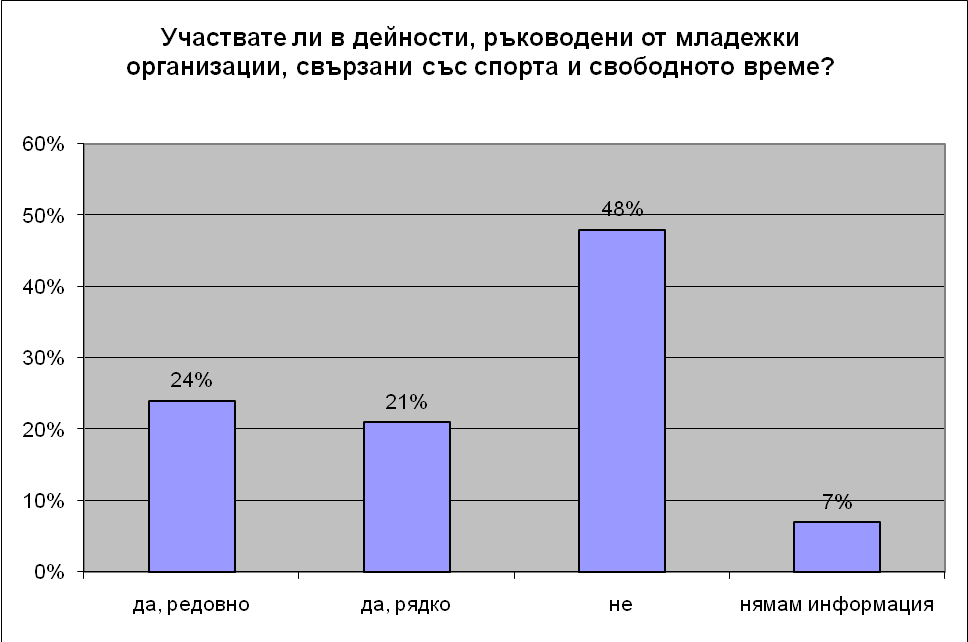 Участвате ли в дейности, ръководени от младежки
организации, свързани със спорта и свободното време?
60%
50%
40%
30%
20%
10%
0%
24%
21%
48%
7%
да, редовно
да, рядко
не
нямам информация